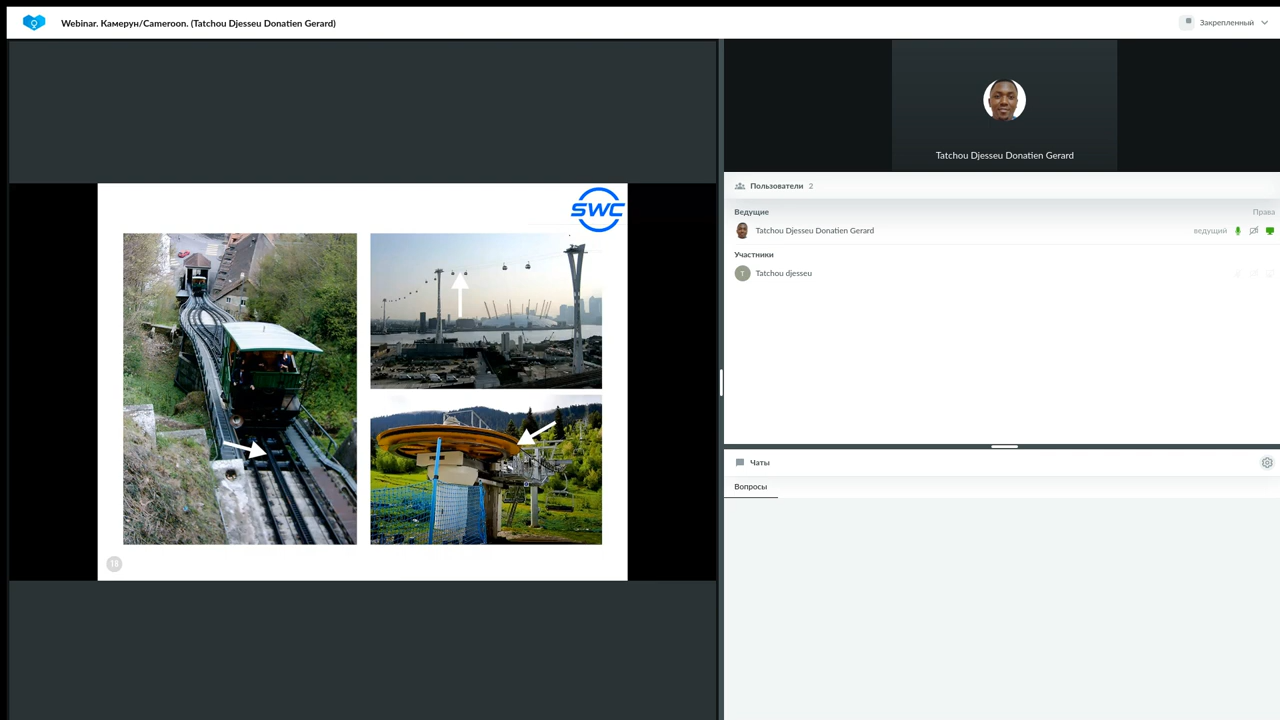 Webinar. Камерун/Cameroon. (Tatchou Djesseu Donatien Gerard)
Закрепленный
SWC
18
Tatchou Djesseu Donatien Gerard
Пользователи 2
Ведущие
Права
Tatchou Djesseu Donatien Gerard
ведущий
Участники
T
Tatchou djesseu
Чаты
Вопросы